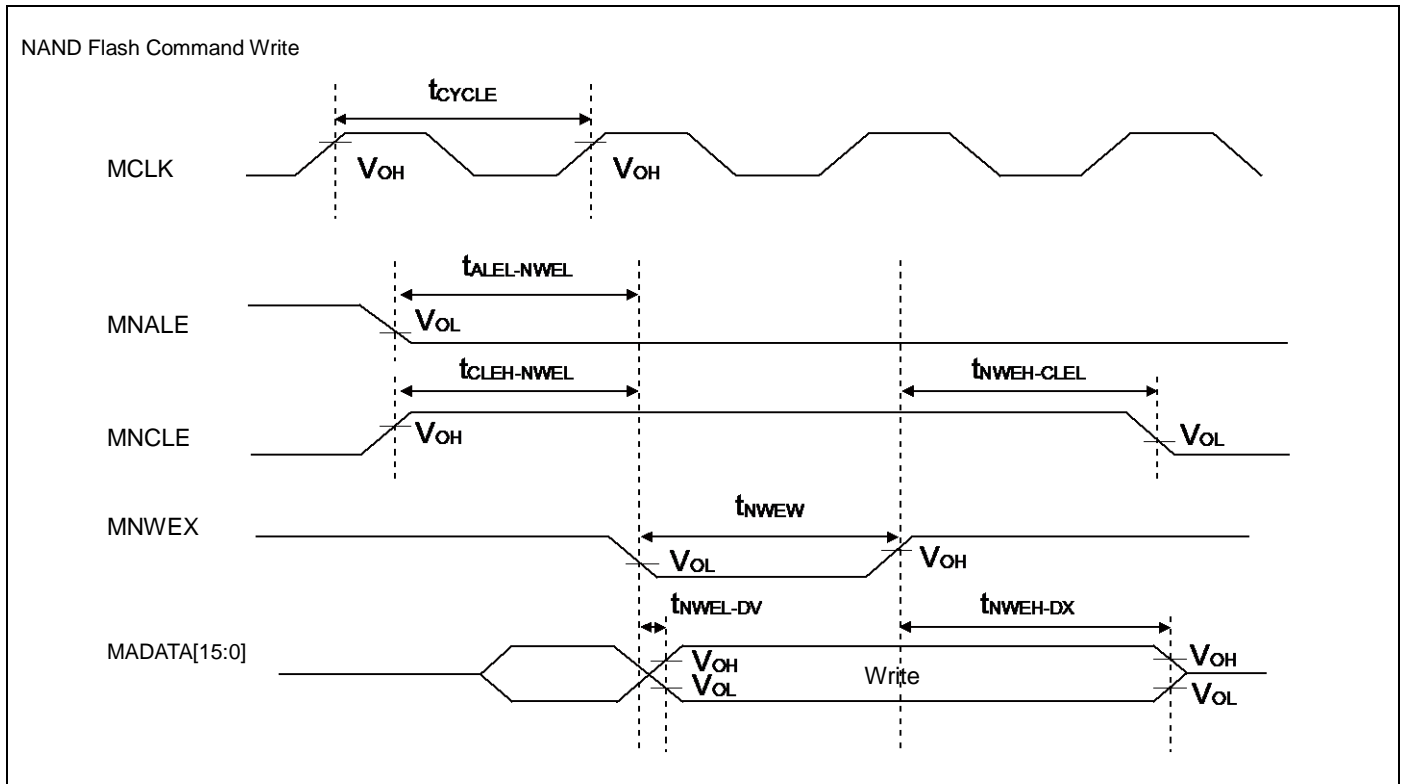 NAND Flash Command Write
tCYCLE
MCLK
VOH
VOH
tALEL-NWEL
MNALE
VOL
tCLEH-NWEL
tNWEH-CLEL
MNCLE
VOH
VOL
MNWEX
tNWEW
VOL
VOH
tNWEL-DV
tNWEH-DX
MADATA[15:0]
VOH
VOH
Write
VOL
VOL